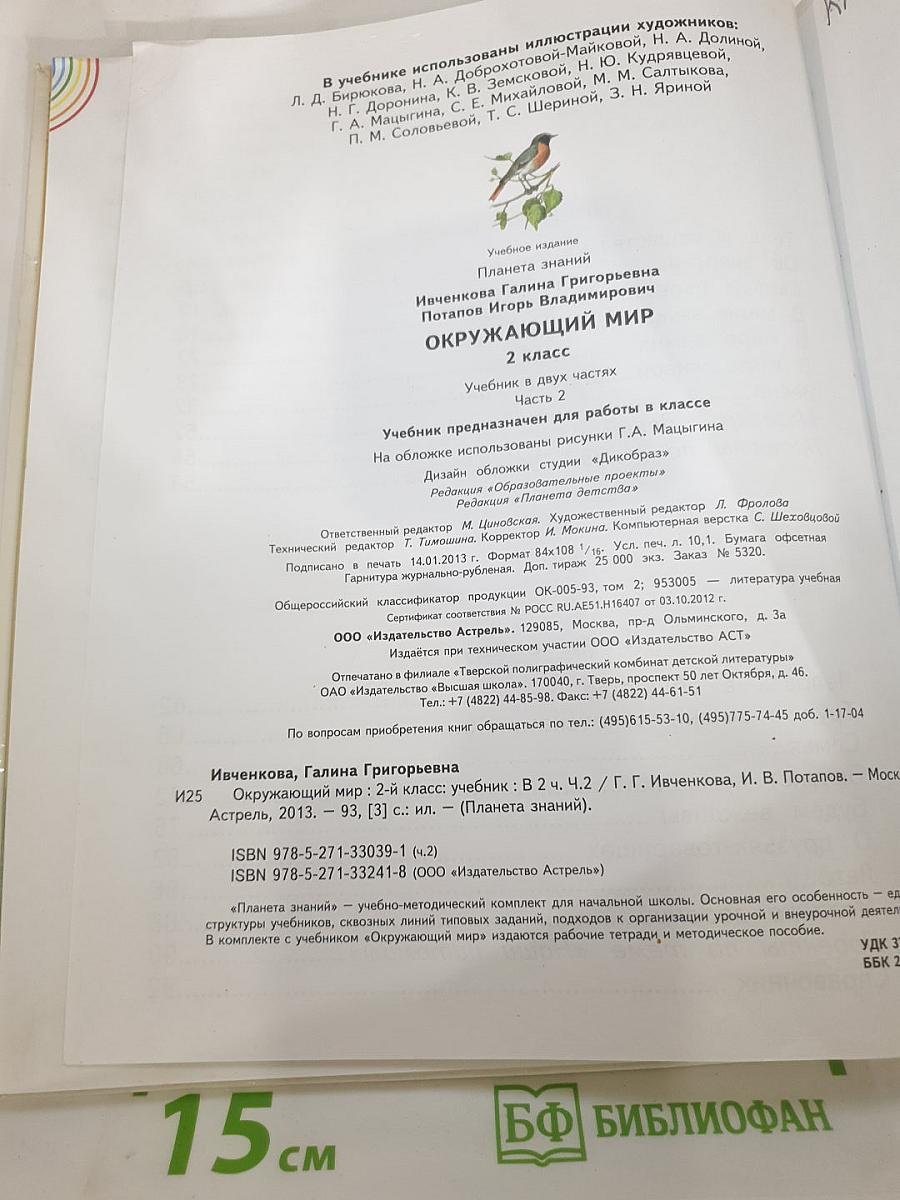 В учебнике использованы иллюстрации художников:
Л. Д. Бирюкова, Н. А. Доброхотовой-Майковой, Н. А. Долиной,
Н. Г. Доронина, К. В. Земсковой, Н. Ю. Кудрявцевой,
Г. А. Мацыгина, С. Е. Михайловой, М. М. Салтыкова,
П. М. Соловьевой, Т. С. Шериной, З. Н. Яриной
Учебное издание
Планета знаний
Ивченкова Галина Григорьевна
Потапов Игорь Владимирович
ОКРУЖАЮЩИЙ МИР
2 класс
Учебник в двух частях
Часть 2
Учебник предназначен для работы в классе
На обложке использованы рисунки Г.А. Мацыгина
Дизайн обложки студии «Дикобраз»
Редакция «Образовательные проекты»
Редакция «Планета детства»
Ответственный редактор М. Циновская. Художественный редактор Л. Фролова
Технический редактор Т. Тимошина. Корректор И. Мокина. Компьютерная верстка С. Шеховцовой
Подписано в печать 14.01.2013 г. Формат 84х108 1/16. Усл. печ. л. 10,1. Бумага офсетная
Гарнитура журнально-рубленая. Доп. тираж 25 000 экз. Заказ № 5320.
Общероссийский классификатор продукции ОК-005-93, том 2; 953005 — литература учебная
Сертификат соответствия № РОСС RU.АЕ51.Н16407 от 03.10.2012 г.
ООО «Издательство Астрель». 129085, Москва, пр-д Ольминского, д. 3а
Издаётся при техническом участии ООО «Издательство АСТ»
Отпечатано в филиале «Тверской полиграфический комбинат детской литературы»
ОАО «Издательство «Высшая школа». 170040, г. Тверь, проспект 50 лет Октября, д. 46.
Тел.: +7 (4822) 44-85-98. Факс: +7 (4822) 44-61-51
По вопросам приобретения книг обращаться по тел.: (495)615-53-10, (495)775-74-45 доб. 1-17-04
Ивченкова, Галина Григорьевна
И25 Окружающий мир : 2-й класс: учебник : В 2 ч. Ч.2 / Г. Г. Ивченкова, И. В. Потапов. — Моск
Астрель, 2013. — 93, [3] с.: ил. — (Планета знаний).
ISBN 978-5-271-33039-1 (ч.2)
ISBN 978-5-271-33241-8 (ООО «Издательство Астрель»)
«Планета знаний» — учебно-методический комплект для начальной школы. Основная его особенность — ед
структуры учебников, сквозных линий типовых заданий, подходов к организации урочной и внеурочной деятел
В комплекте с учебником «Окружающий мир» издаются рабочие тетради и методическое пособие.
УДК 3
ББК 2
15 см
БФ БИБЛИОФАН